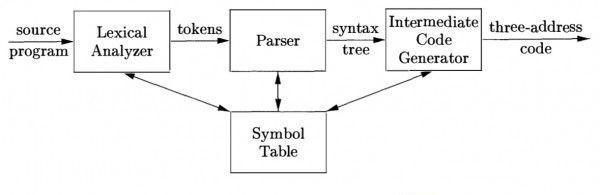 source
program
Lexical
Analyzer
tokens
Parser
syntax
tree
Intermediate
Code
Generator
three-address
code
Symbol
Table